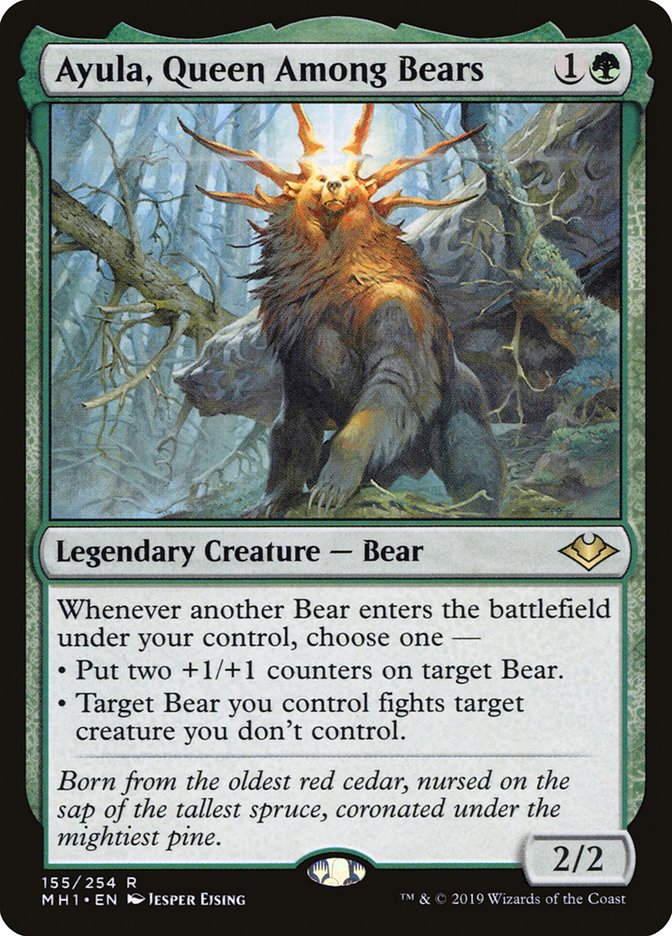 Ayula, Queen Among Bears 1
Legendary Creature — Bear
Whenever another Bear enters the battlefield
under your control, choose one —
• Put two +1/+1 counters on target Bear.
• Target Bear you control fights target
creature you don't control.
Born from the oldest red cedar, nursed on the
sap of the tallest spruce, coronated under the
mightiest pine.
2/2
155/254 R
MH1 • EN Jesper Ejsing
™ & © 2019 Wizards of the Coast